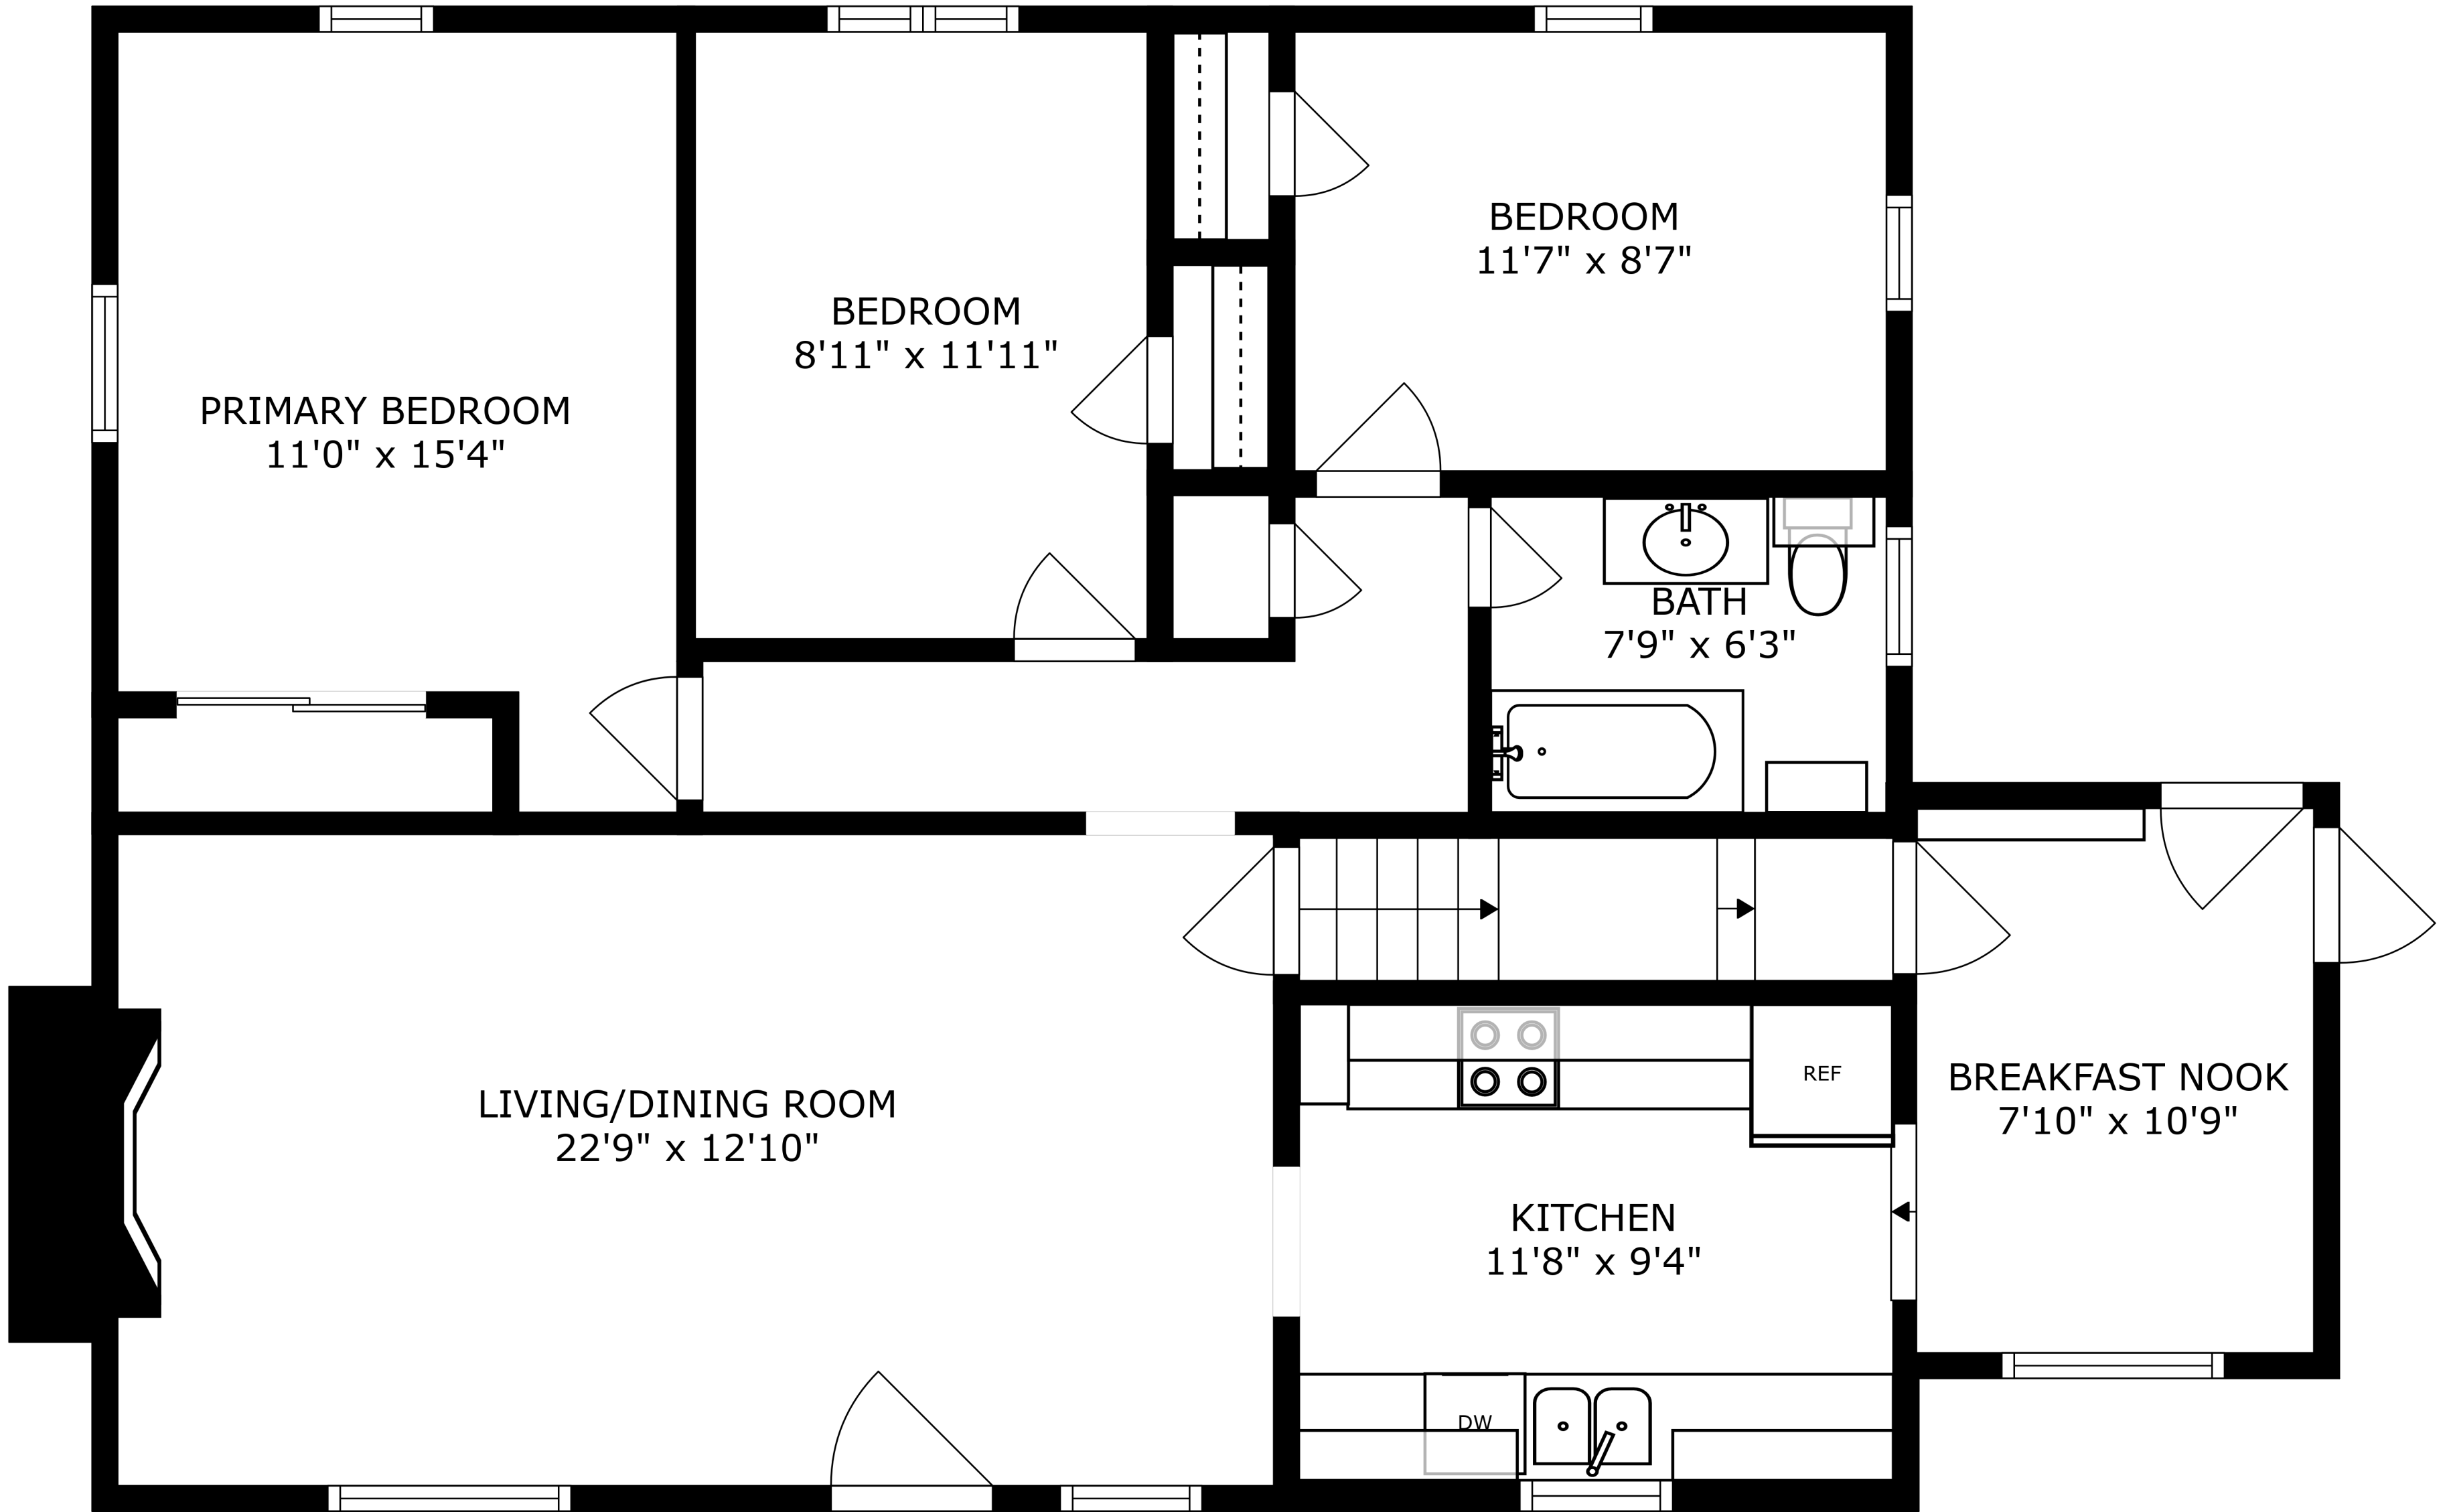 BEDROOM
11'7" x 8'7"
BEDROOM
8'11" x 11'11"
PRIMARY BEDROOM
11'0" x 15'4"
BATH
7'9" x 6'3"
REF
BREAKFAST NOOK
7'10" x 10'9"
LIVING/DINING ROOM
22'9" x 12'10"
KITCHEN
11'8" x 9'4"
DW